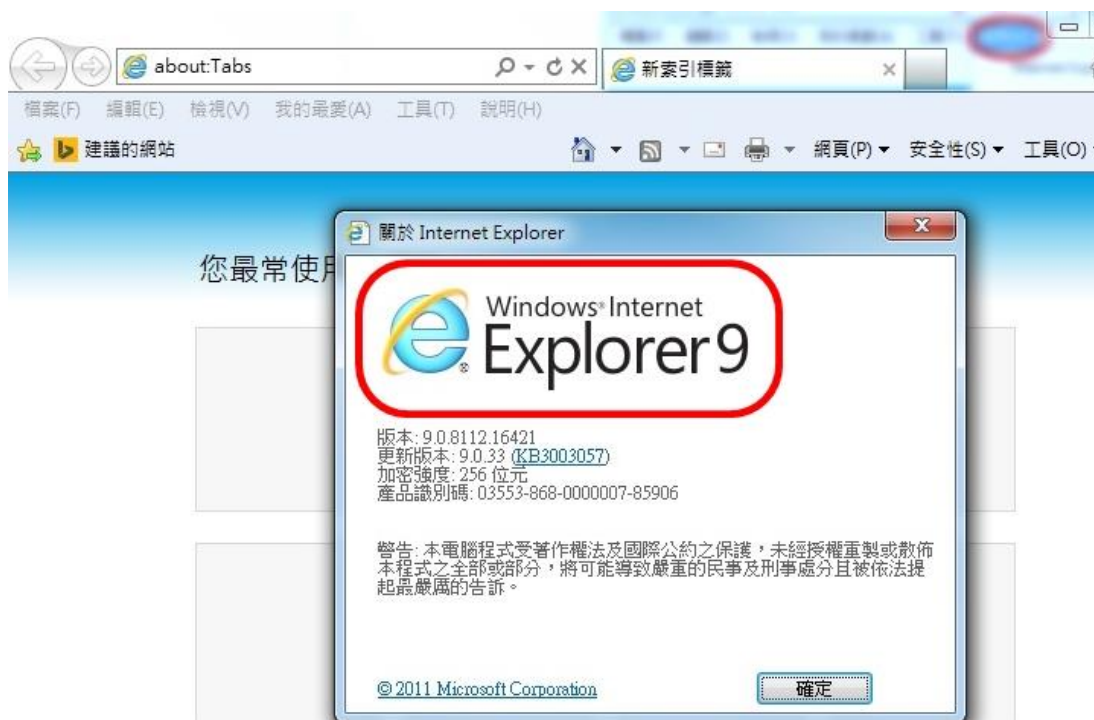 about:Tabs
新索引標籤
檔案(F) 編輯(E) 檢視(V) 我的最愛(A) 工具(T) 說明(H)
建議的網站
網頁(P) 安全性(S) 工具(O)
關於 Internet Explorer
您最常使用
Windows® Internet
Explorer 9
版本: 9.0.8112.16421
更新版本: 9.0.33 (KB3003057)
加密強度: 256 位元
產品識別碼: 03553-868-0000007-85906
警告: 本電腦程式受著作權法及國際公約之保護，未經授權重製或散佈
本程式之全部或部分，將可能導致嚴重的民事及刑事處分且被依法提
起最嚴厲的告訴。
© 2011 Microsoft Corporation
確定